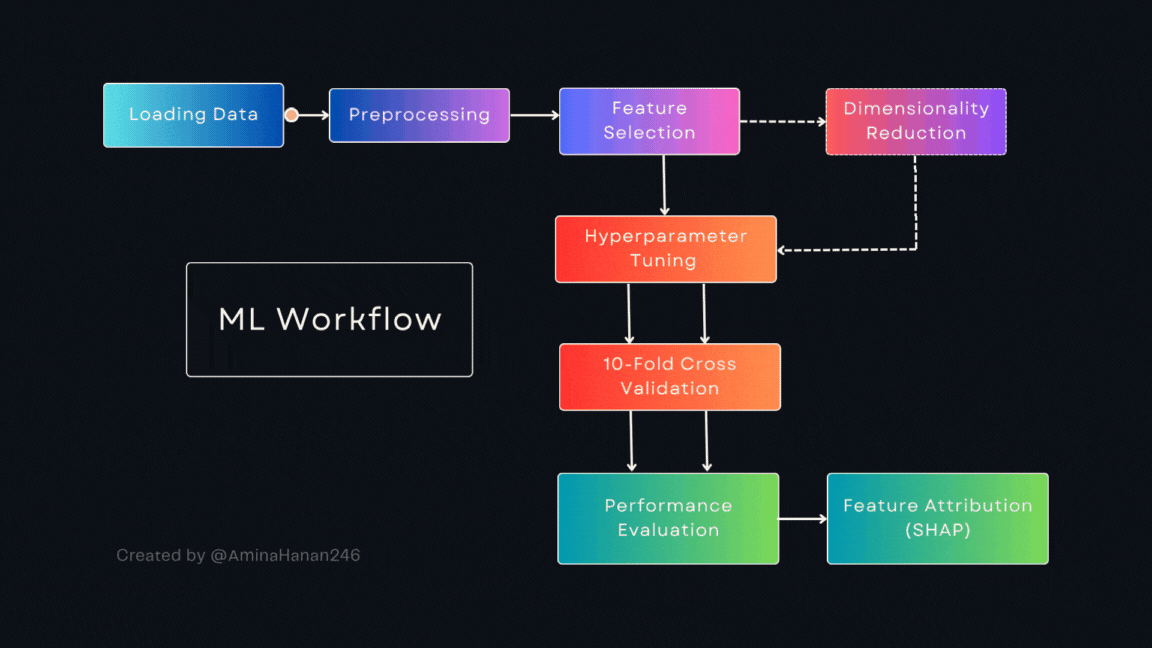 Loading Data
Preprocessing
Feature
Selection
Dimensionality
Reduction
Hyperparameter
Tuning
ML Workflow
10-Fold Cross
Validation
Performance
Evaluation
Feature Attribution
(SHAP)
Created by @AminaHanan246